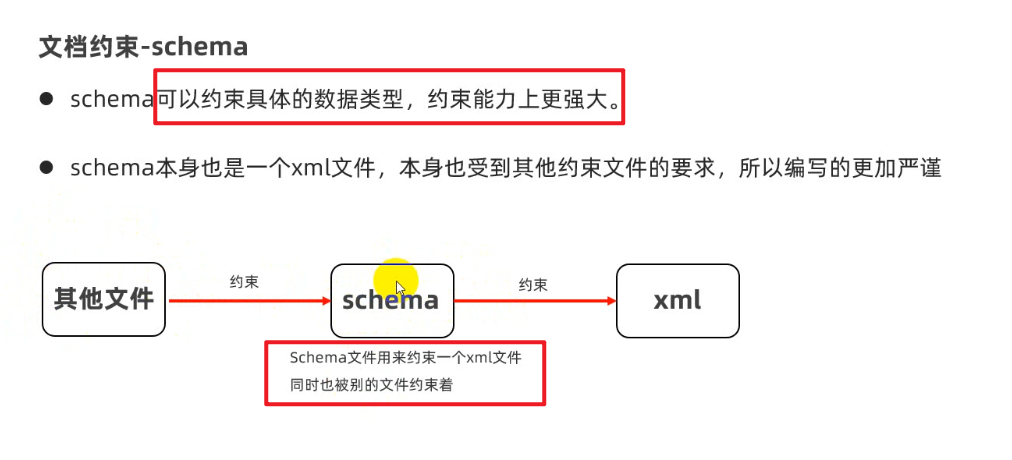 文档约束-schema
schema可以约束具体的数据类型，约束能力上更强大。
schema本身也是一个xml文件，本身也受到其他约束文件的要求，所以编写的更加严谨
其他文件
约束
schema
约束
xml
Schema文件用来约束一个xml文件
同时也被别的文件约束着